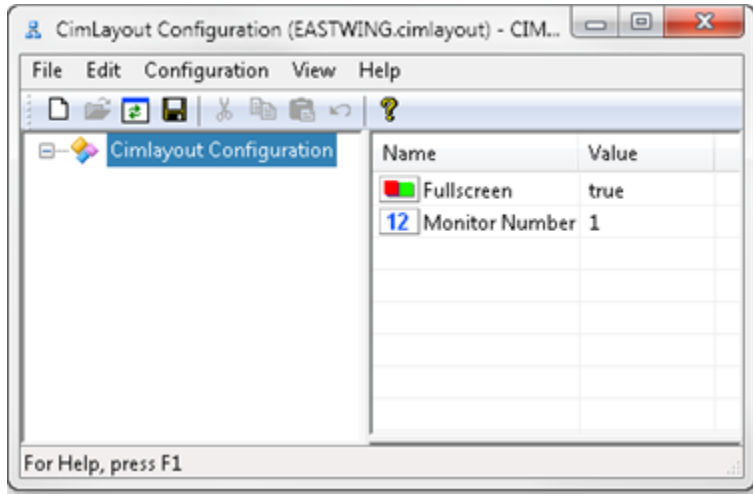 CimLayout Configuration (EASTWING.cimlayout) - CIM...
File Edit Configuration View Help
Cimlayout Configuration
Name Value
Fullscreen true
12 Monitor Number 1
For Help, press F1